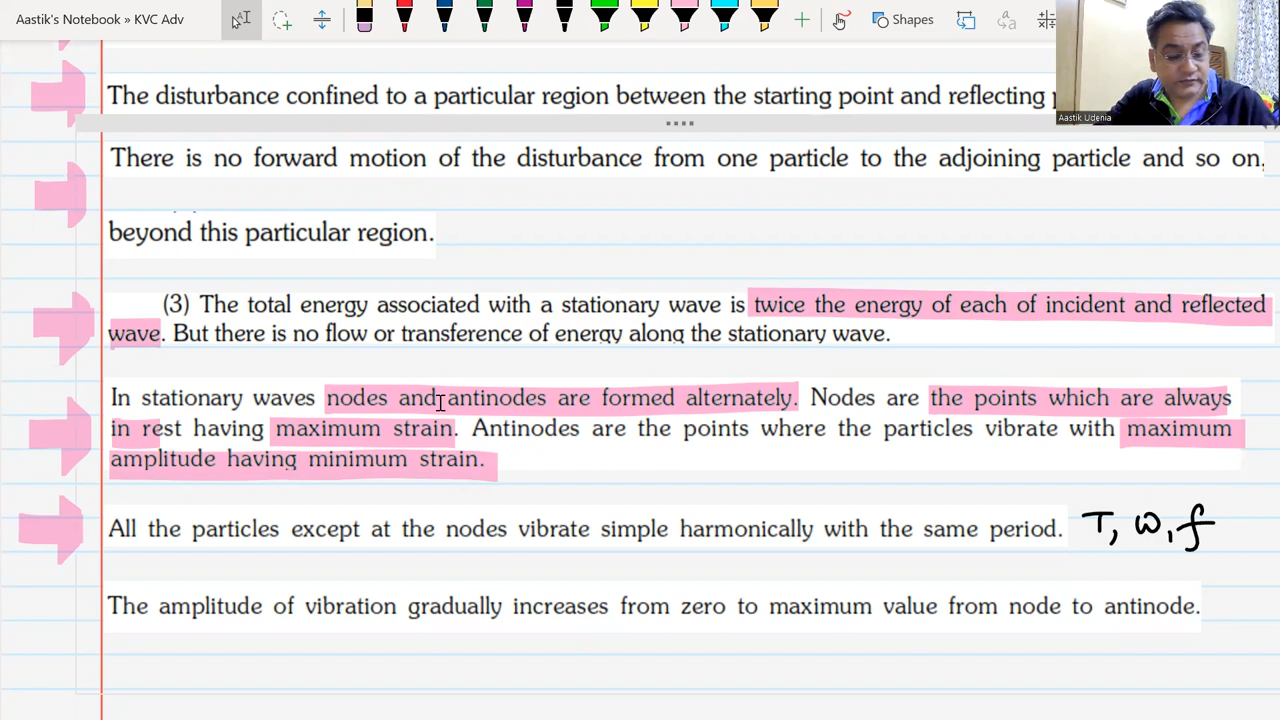 Aastik's Notebook » KVC Adv
Shapes
The disturbance confined to a particular region between the starting point and reflecting
Aastik Udenia
There is no forward motion of the disturbance from one particle to the adjoining particle and so on,
beyond this particular region.
(3) The total energy associated with a stationary wave is twice the energy of each of incident and reflected
wave. But there is no flow or transference of energy along the stationary wave.
In stationary waves nodes and antinodes are formed alternately. Nodes are the points which are always
in rest having maximum strain. Antinodes are the points where the particles vibrate with maximum
amplitude having minimum strain.
All the particles except at the nodes vibrate simple harmonically with the same period. T, ω, f
The amplitude of vibration gradually increases from zero to maximum value from node to antinode.